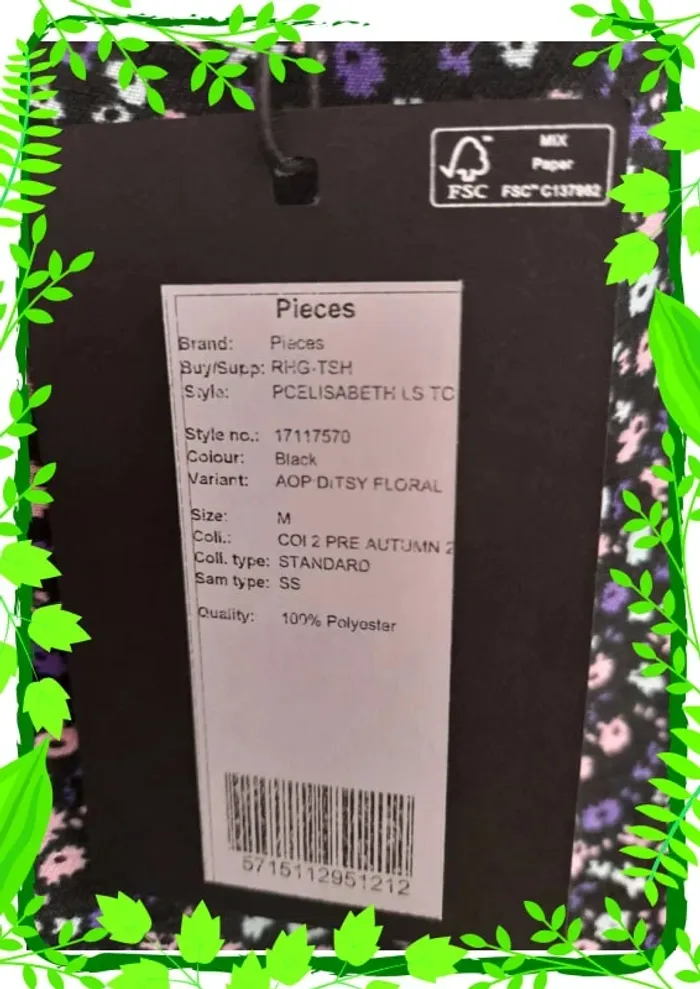 MIX
Paper
FSC FSC™ C137982
Pieces
Brand: Pieces
Buy/Supp: RHG-TSH
Style: PCELISABETH LS TC
Style no.: 17117570
Colour: Black
Variant: AOP DITSY FLORAL
Size: M
Coll.: COI 2 PRE AUTUMN 2
Coll. type: STANDARD
Sam type: SS
Quality: 100% Polyester
5715112951212